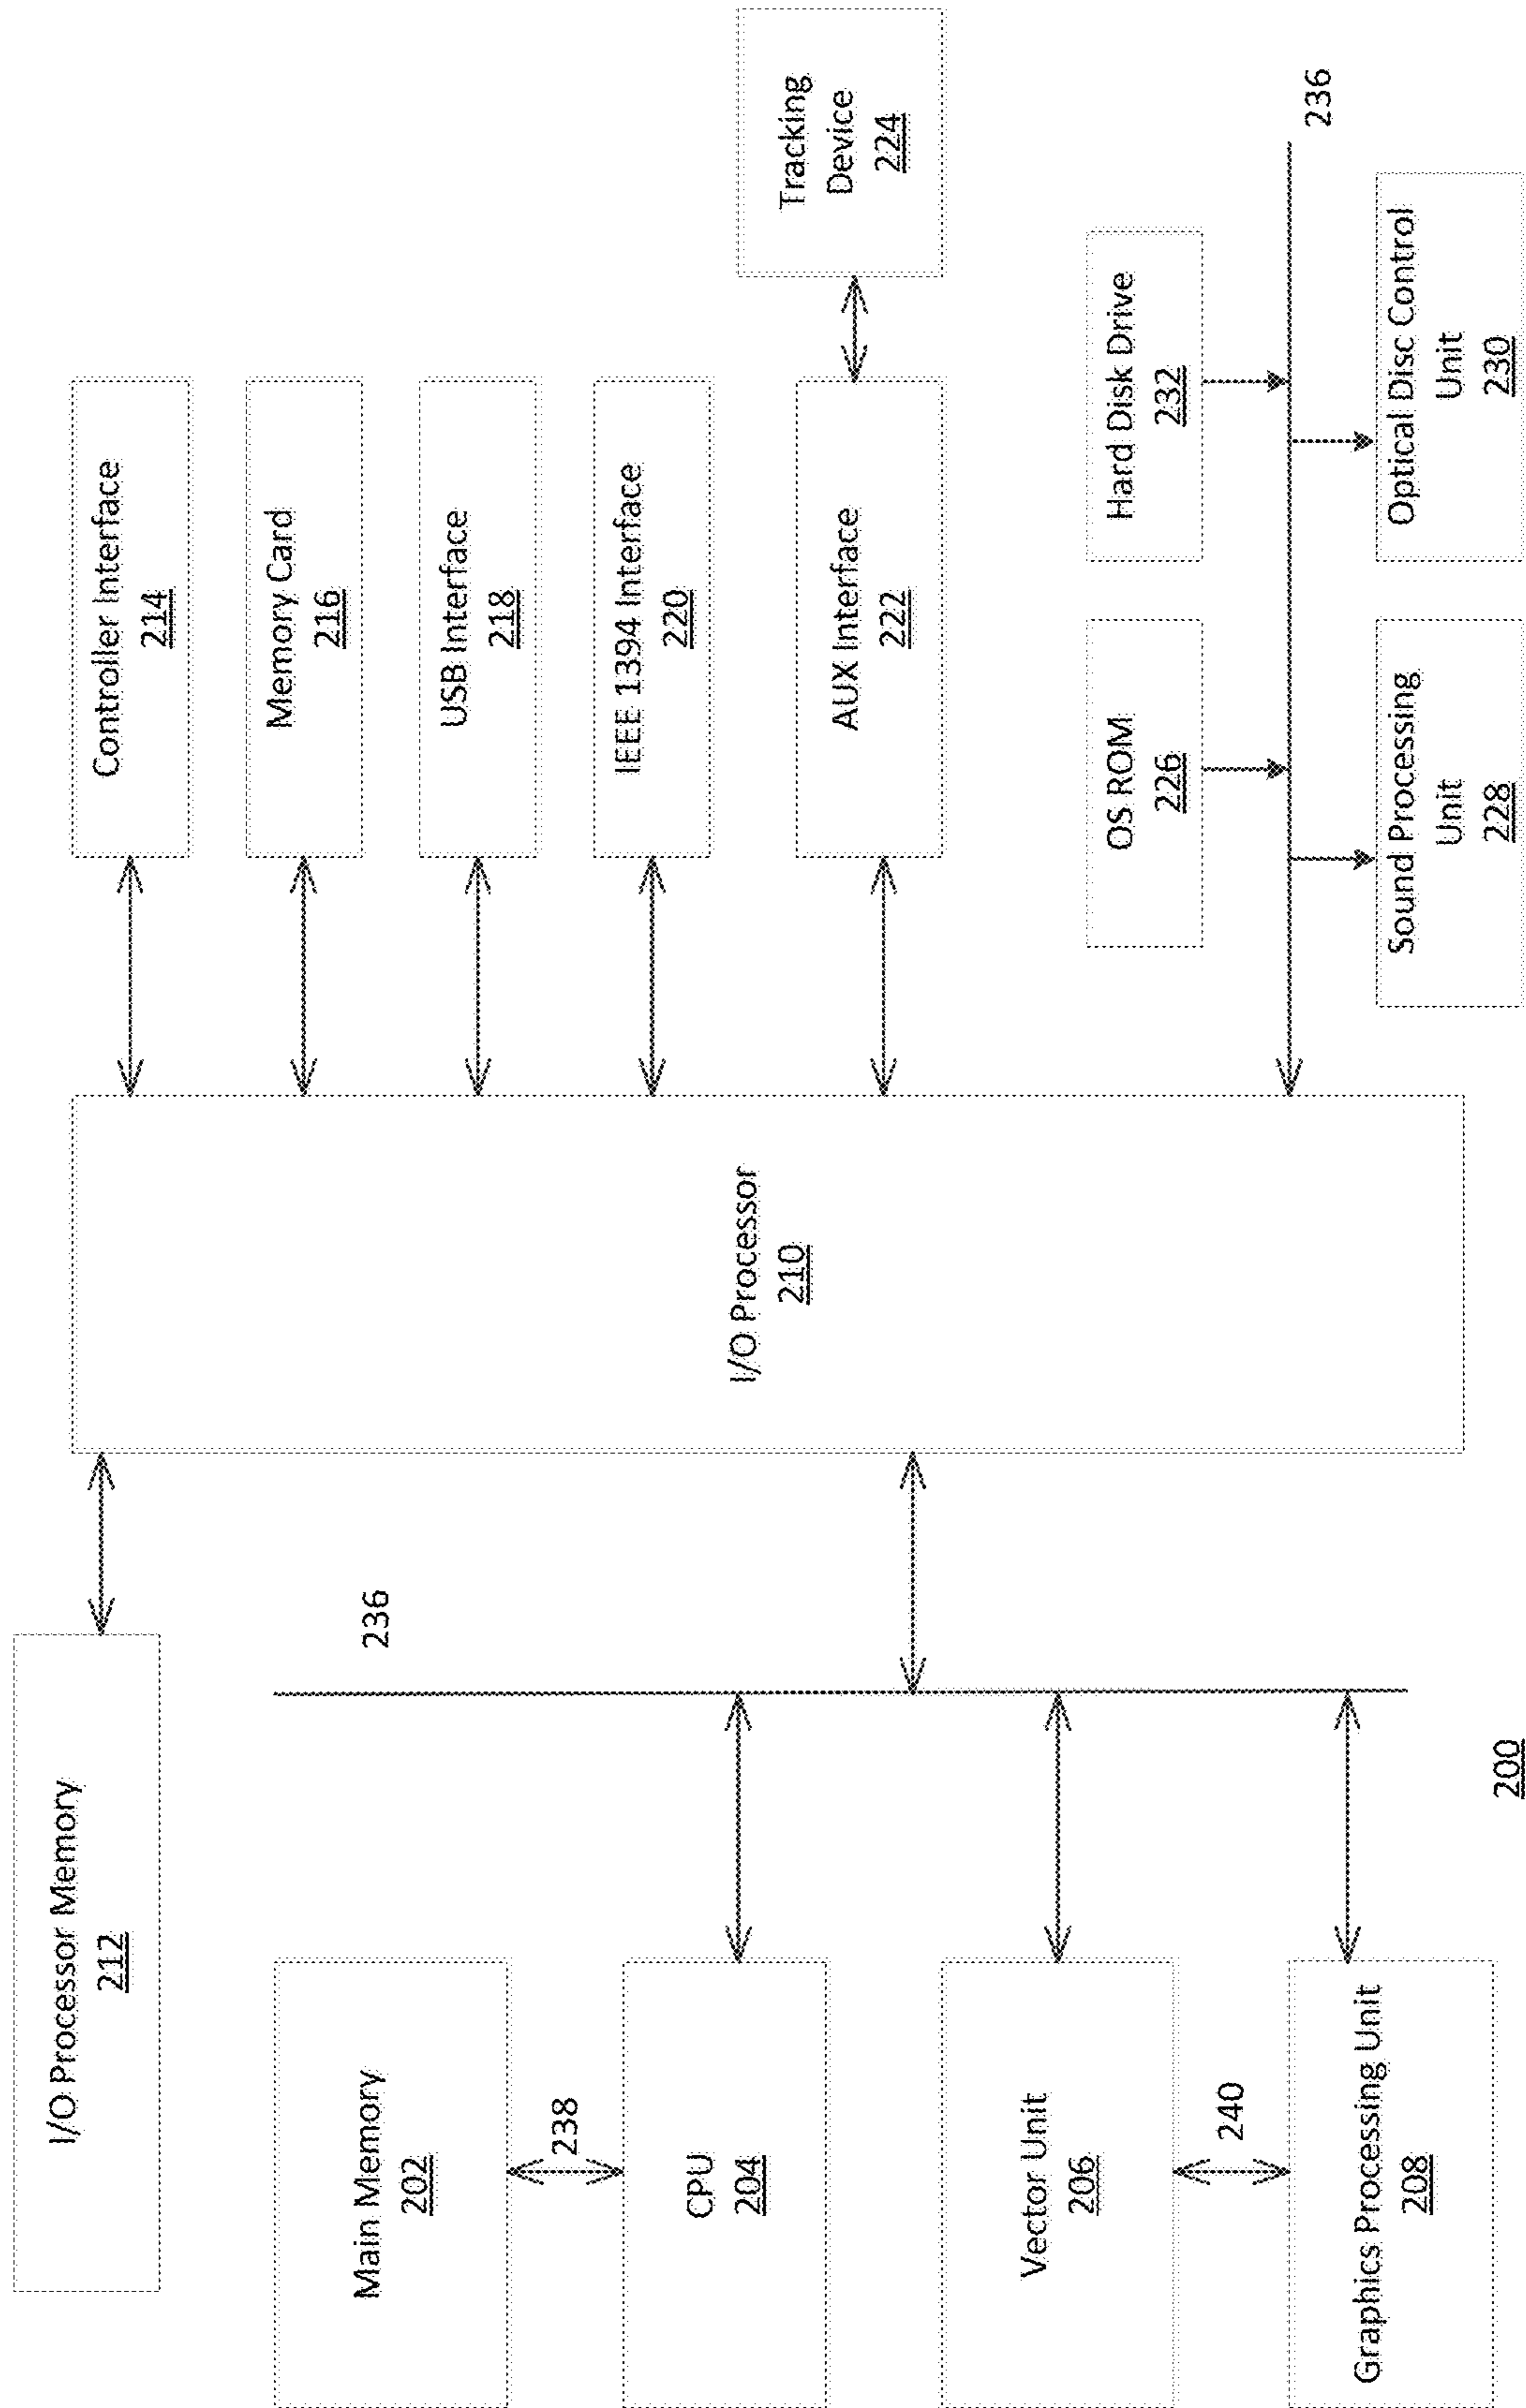 I/O Processor Memory
212
Main Memory
202
238
CPU
204
Vector Unit
206
240
Graphics Processing Unit
208
236
I/O Processor
210
Controller Interface
214
Memory Card
216
USB Interface
218
IEEE 1394 Interface
220
AUX Interface
222
Tracking
Device
224
OS ROM
226
Hard Disk Drive
232
236
Sound Processing
Unit
228
Optical Disc Control
Unit
230
200